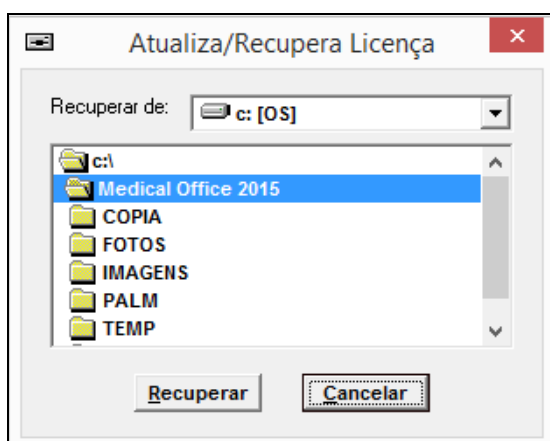 Atualiza/Recupera Licença
Recuperar de: c: [OS]
c:\
Medical Office 2015
COPIA
FOTOS
IMAGENS
PALM
TEMP
Recuperar Cancelar